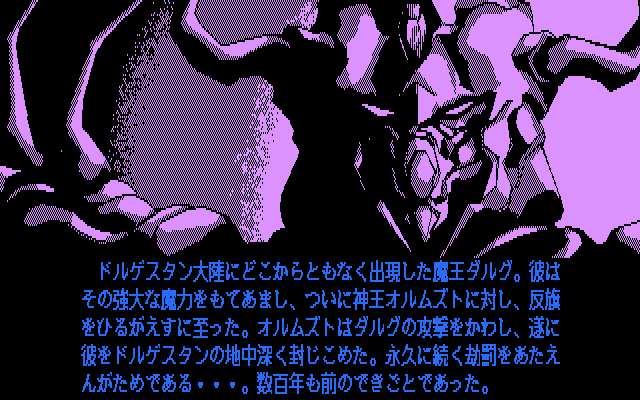 ドルゲスタン大陸にどこからともなく出現した魔王ダルグ。彼は
その強大な魔力をもてあまし、ついに神王オルムズトに対し、反旗
をひるがえすに至った。オルムズトはダルグの攻撃をかわし、遂に
彼をドルゲスタンの地中深く封じこめた。永久に続く劫罰をあたえ
んがためである・・・。数百年も前のできごとであった。